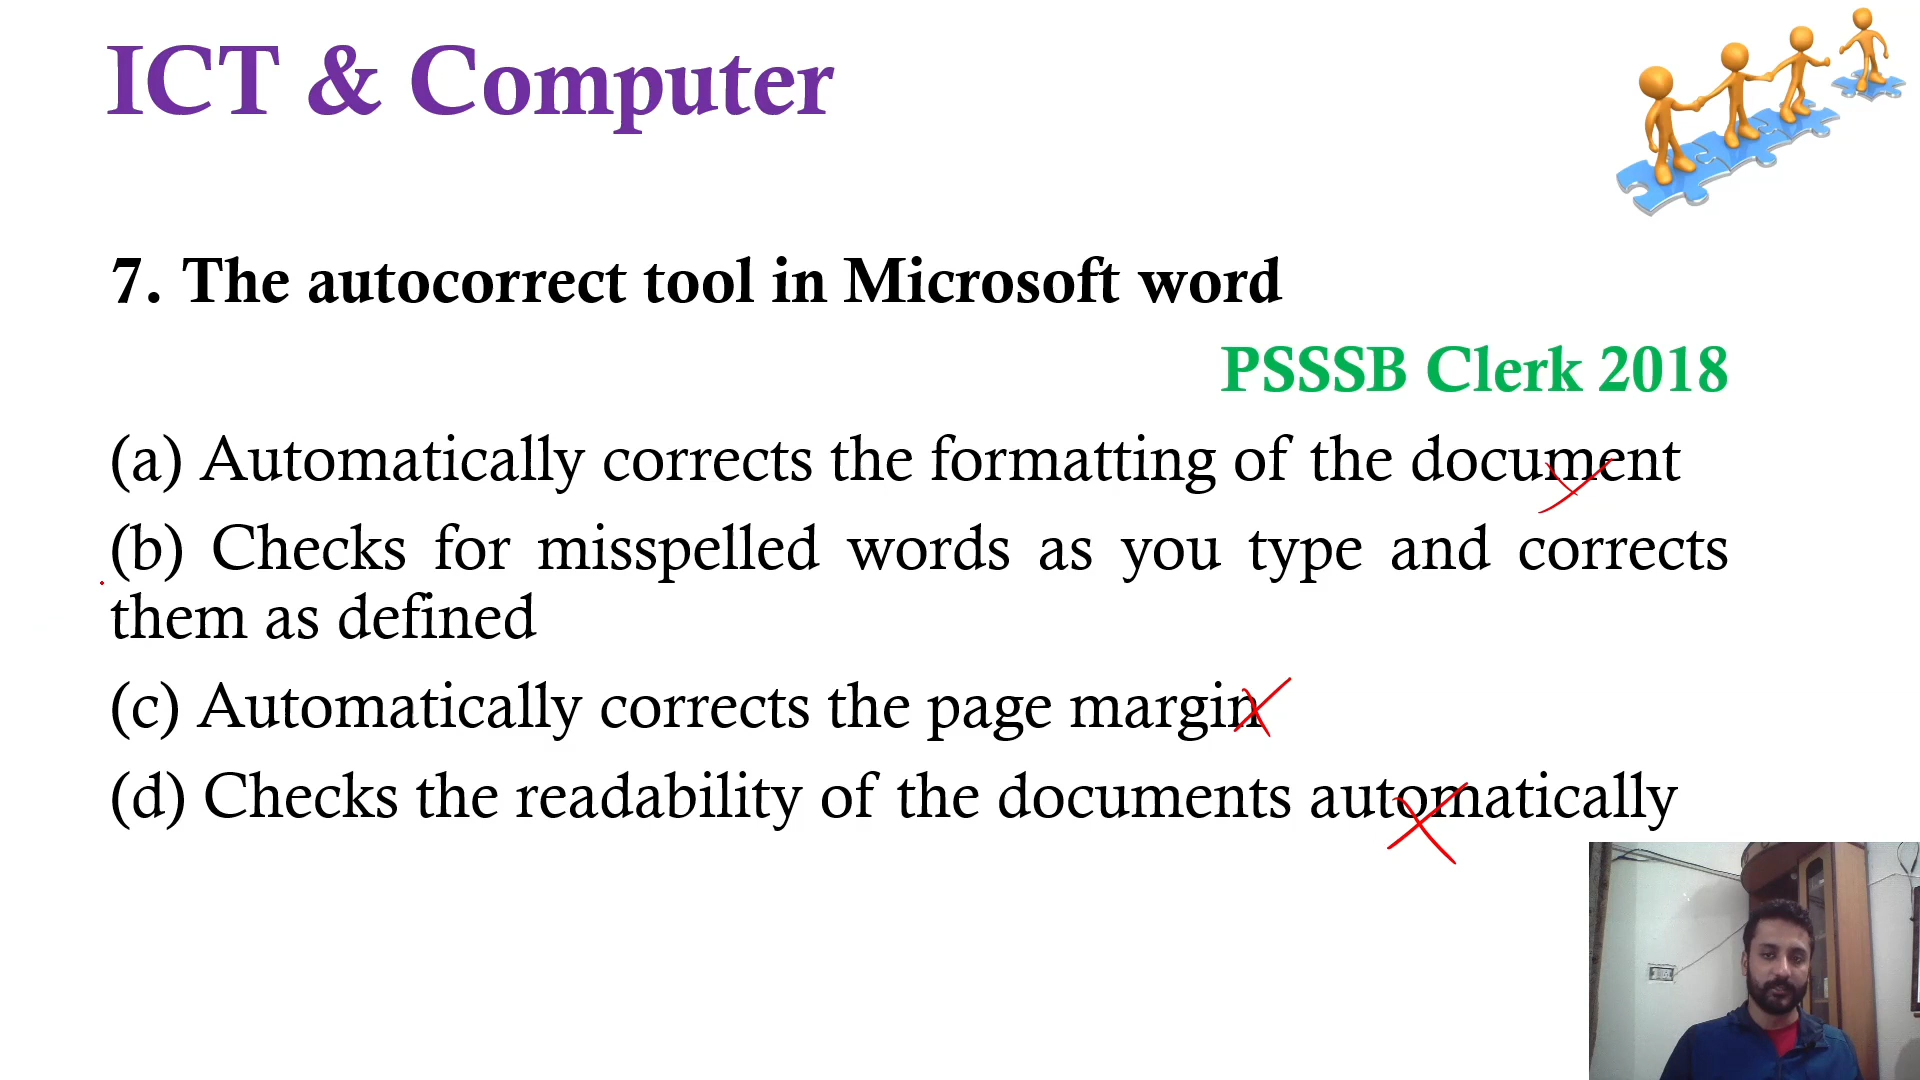 ICT & Computer
7. The autocorrect tool in Microsoft word
PSSSB Clerk 2018
(a) Automatically corrects the formatting of the document
(b) Checks for misspelled words as you type and corrects
them as defined
(c) Automatically corrects the page margin
(d) Checks the readability of the documents automatically